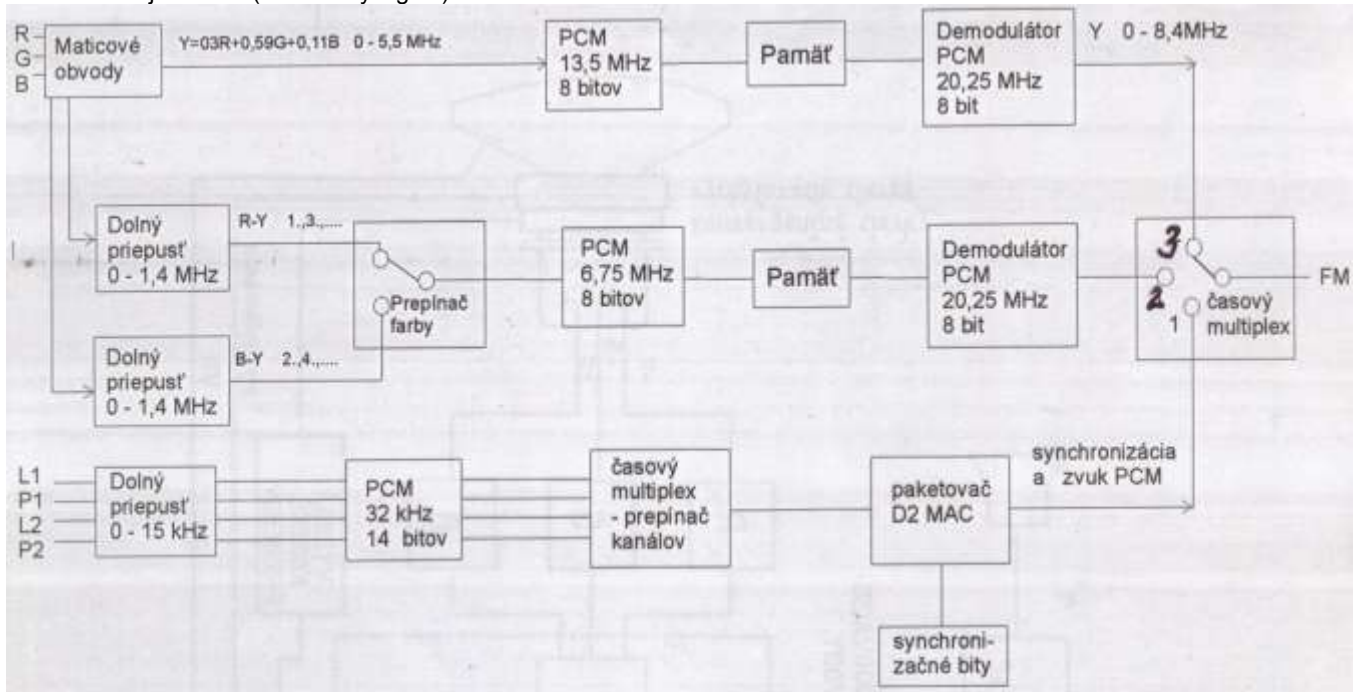 R
G
B
Maticové
obvody
Y=03R+0,59G+0,11B 0 - 5,5 MHz
PCM
13,5 MHz
8 bitov
Pamäť
Demodulátor
PCM
20,25 MHz
8 bit
Y 0 - 8,4MHz
Dolný
priepusť
0 - 1,4 MHz
R-Y 1.,3.,....
Prepínač
farby
PCM
6,75 MHz
8 bitov
Pamäť
Demodulátor
PCM
20,25 MHz
8 bit
3
2
1
časový
multiplex
FM
Dolný
priepusť
0 - 1,4 MHz
B-Y 2.,4.,....
L1
P1
L2
P2
Dolný
priepusť
0 - 15 kHz
PCM
32 kHz
14 bitov
časový
multiplex
- prepínač
kanálov
paketovač
D2 MAC
synchronizácia
a zvuk PCM
synchroni-
začné bity